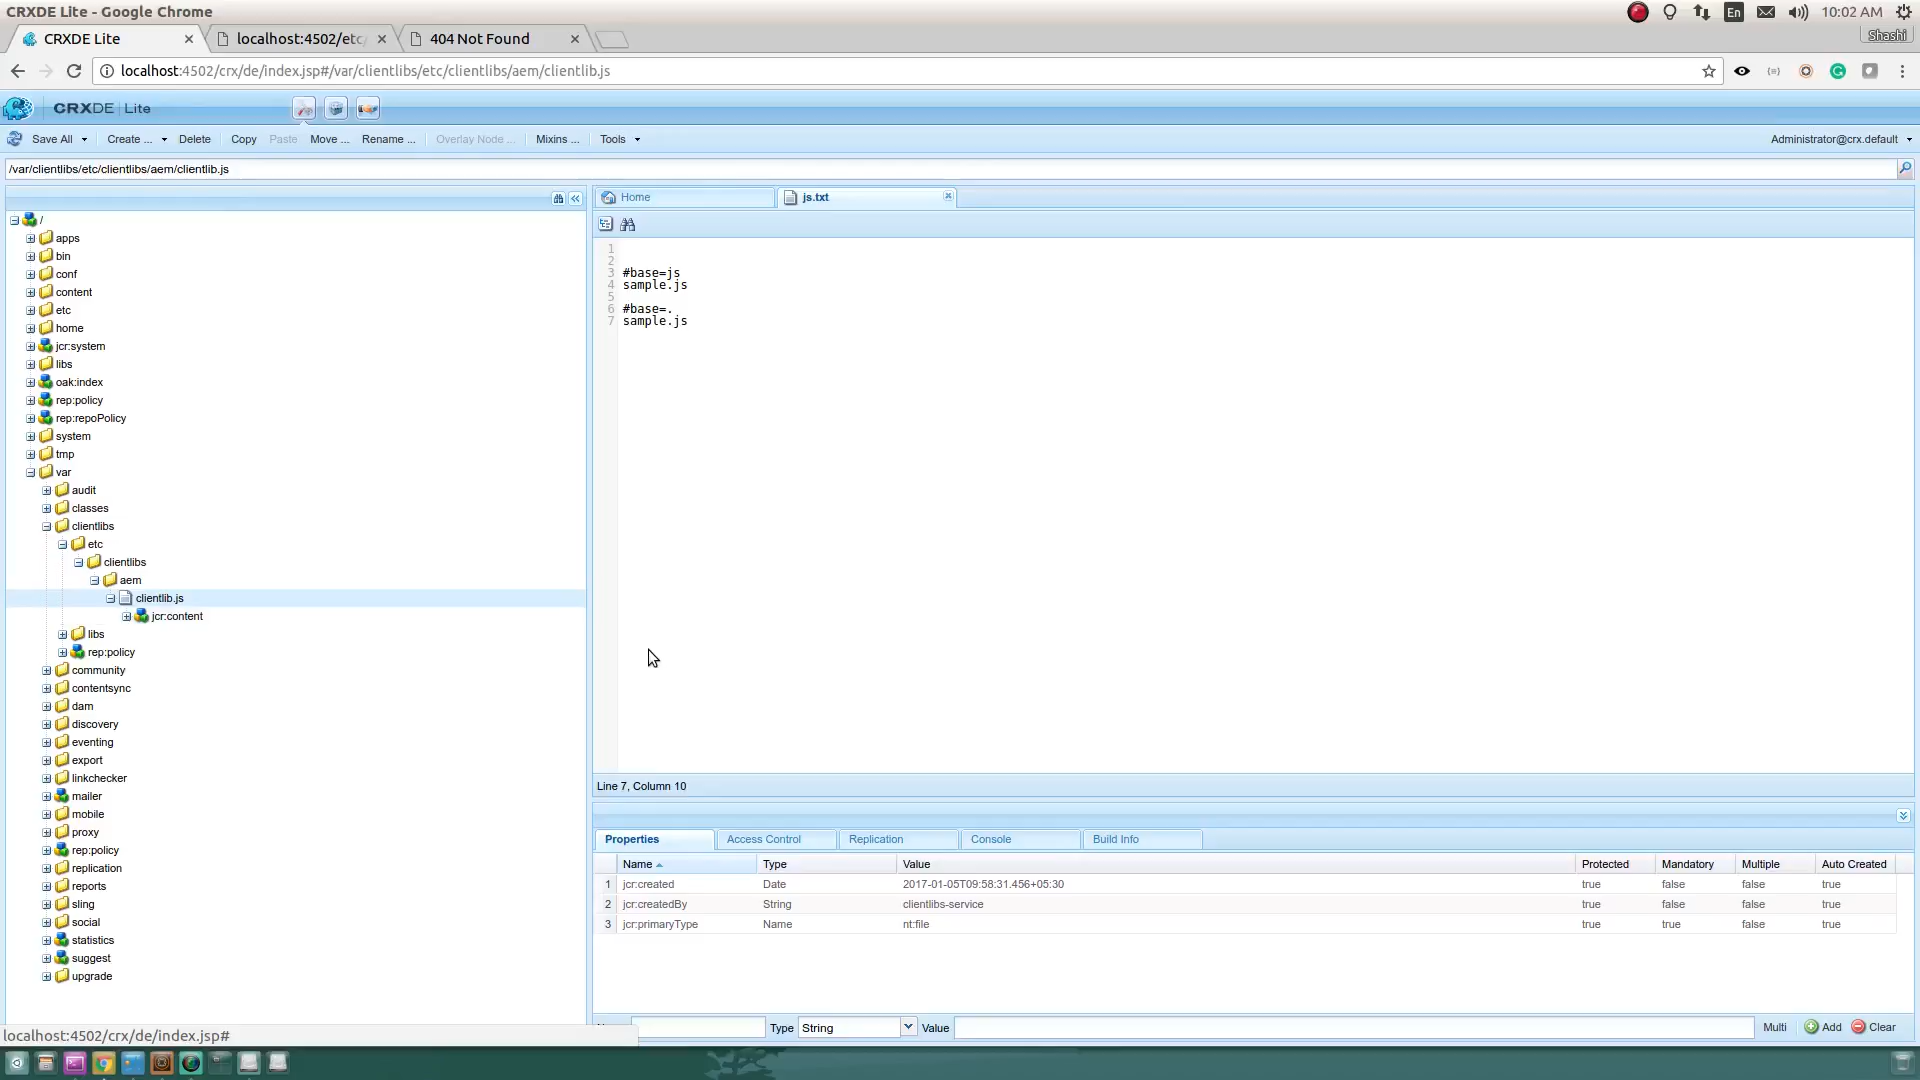 CRXDE Lite - Google Chrome
En
10:02 AM
CRXDE Lite
localhost:4502/etc/
404 Not Found
Shashi
localhost:4502/crx/de/index.jsp#/var/clientlibs/etc/clientlibs/aem/clientlib.js
CRXDE | Lite
Save All
Create ...
Delete
Copy
Paste
Move ...
Rename ...
Overlay Node ...
Mixins ...
Tools
Administrator@crx.default
/var/clientlibs/etc/clientlibs/aem/clientlib.js
/
apps
bin
conf
content
etc
home
jcr:system
libs
oak:index
rep:policy
rep:repoPolicy
system
tmp
var
audit
classes
clientlibs
etc
clientlibs
aem
clientlib.js
jcr:content
libs
rep:policy
community
contentsync
dam
discovery
eventing
export
linkchecker
mailer
mobile
proxy
rep:policy
replication
reports
sling
social
statistics
suggest
upgrade
localhost:4502/crx/de/index.jsp#
Home
js.txt
1
2
3 #base=js
4 sample.js
5
6 #base=.
7 sample.js
Line 7, Column 10
Properties
Access Control
Replication
Console
Build Info
Name Type Value Protected Mandatory Multiple Auto Created
1 jcr:created Date 2017-01-05T09:58:31.456+05:30 true false false true
2 jcr:createdBy String clientlibs-service true false false true
3 jcr:primaryType Name nt:file true true false true
Type String Value Multi Add Clear